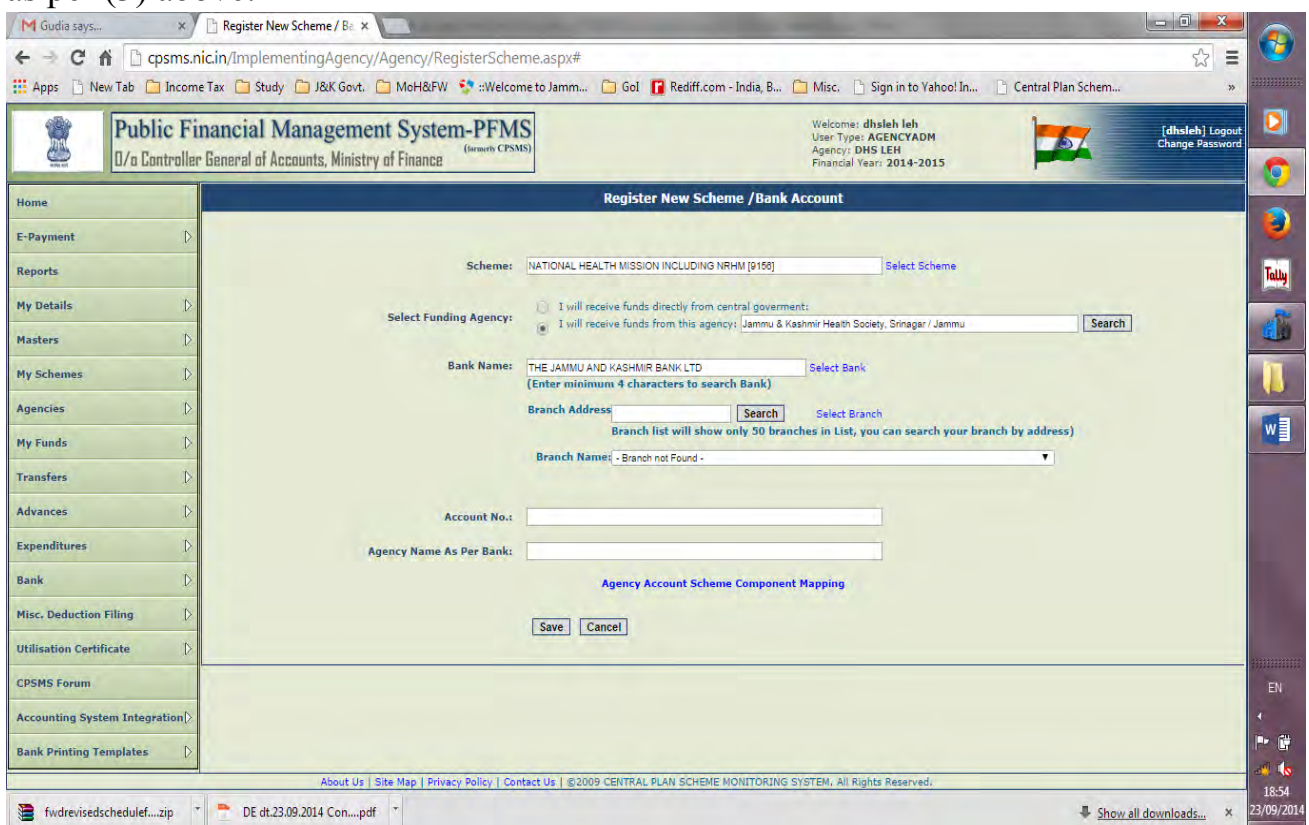 as per (3) above.
Gudia says... × Register New Scheme / Ba ×
cpsms.nic.in/ImplementingAgency/Agency/RegisterScheme.aspx#
Apps New Tab Income Tax Study J&K Govt. MoH&FW ::Welcome to Jamm... GoI Rediff.com - India, B... Misc. Sign in to Yahoo! In... Central Plan Schem... »
Public Financial Management System-PFMS
(formerly CPSMS)
O/o Controller General of Accounts, Ministry of Finance
Welcome: dhsleh leh
User Type: AGENCYADM
Agency: DHS LEH
Financial Year: 2014-2015
[dhsleh] Logout
Change Password
Home
E-Payment
Reports
My Details
Masters
My Schemes
Agencies
My Funds
Transfers
Advances
Expenditures
Bank
Misc. Deduction Filing
Utilisation Certificate
CPSMS Forum
Accounting System Integration
Bank Printing Templates
Register New Scheme /Bank Account
Scheme: NATIONAL HEALTH MISSION INCLUDING NRHM [9156] Select Scheme
Select Funding Agency:
I will receive funds directly from central goverment:
I will receive funds from this agency: Jammu & Kashmir Health Society, Srinagar / Jammu Search
Bank Name: THE JAMMU AND KASHMIR BANK LTD Select Bank
(Enter minimum 4 characters to search Bank)
Branch Address Search Select Branch
Branch list will show only 50 branches in List, you can search your branch by address)
Branch Name: - Branch not Found -
Account No.:
Agency Name As Per Bank:
Agency Account Scheme Component Mapping
Save Cancel
About Us | Site Map | Privacy Policy | Contact Us | ©2009 CENTRAL PLAN SCHEME MONITORING SYSTEM, All Rights Reserved.
fwdrevisedschedulef....zip DE dt.23.09.2014 Con....pdf Show all downloads... ×
Tally
EN
18:54
23/09/2014